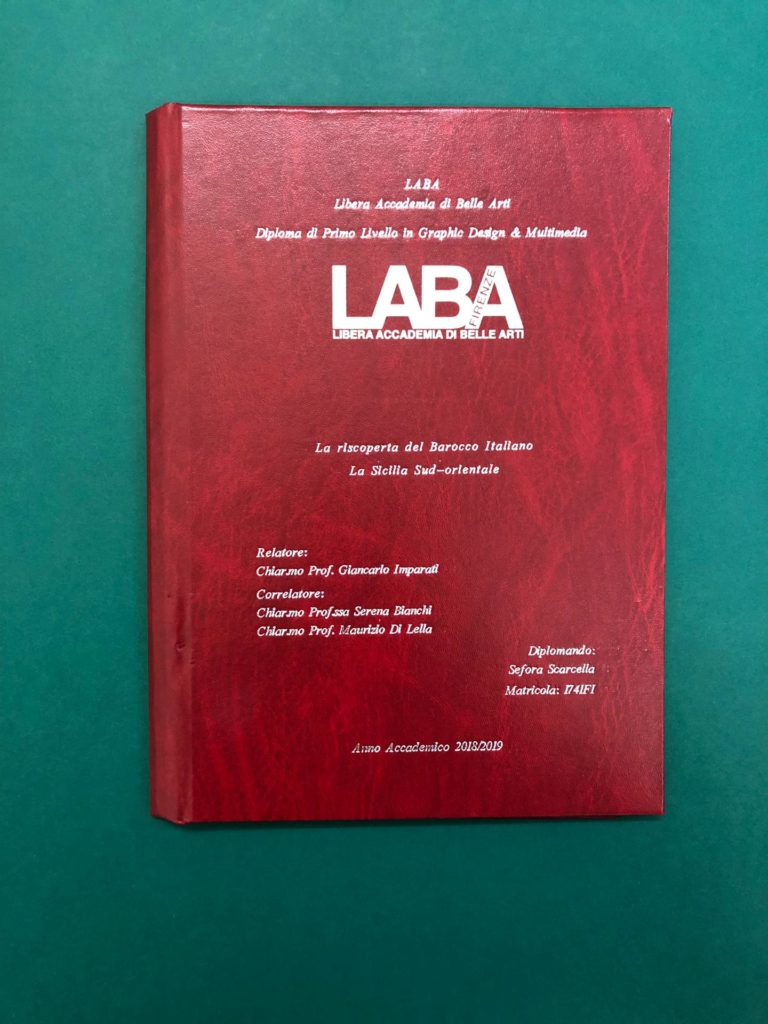 LABA
Libera Accademia di Belle Arti
Diploma di Primo Livello in Graphic Design & Multimedia
LABA
FIRENZE
LIBERA ACCADEMIA DI BELLE ARTI
La riscoperta del Barocco Italiano
La Sicilia Sud-orientale
Relatore:
Chiar.mo Prof. Giancarlo Imparati
Correlatore:
Chiar.mo Prof.ssa Serena Bianchi
Chiar.mo Prof. Maurizio Di Lella
Diplomando:
Sefora Scarcella
Matricola: 1741FI
Anno Accademico 2018/2019